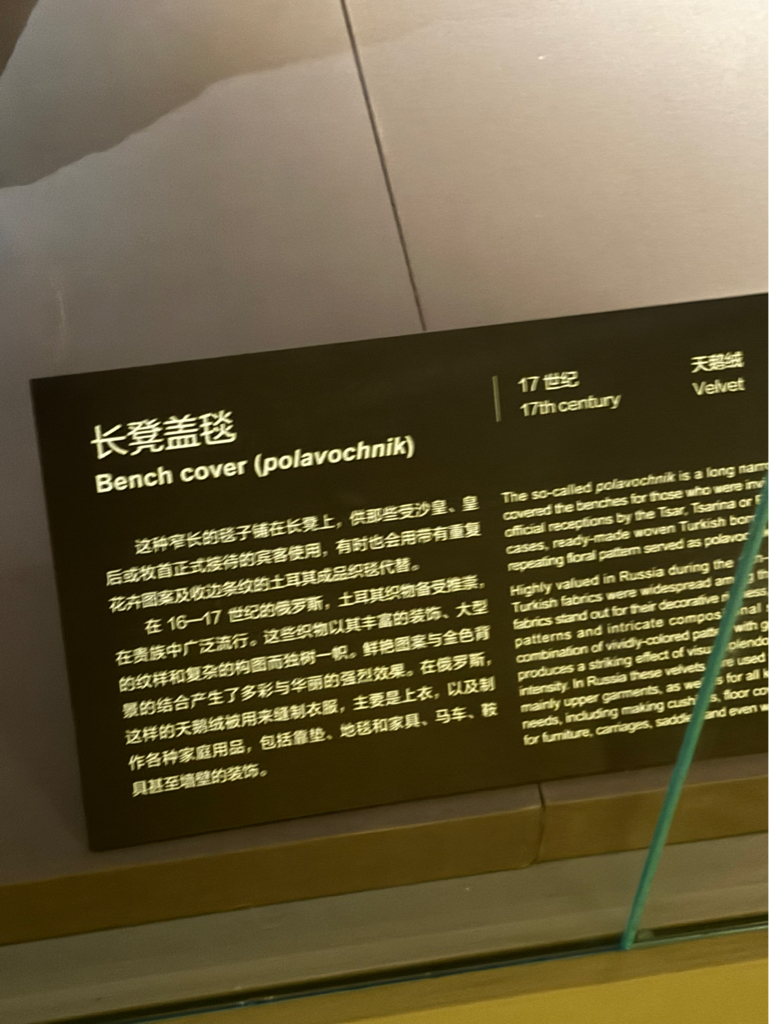 长凳盖毯
Bench cover (polavochnik)
17 世纪
17th century
天鹅绒
Velvet
这种窄长的毯子铺在长凳上，供那些受沙皇、皇
后或牧首正式接待的宾客使用，有时也会用带有重复
花卉图案及收边条纹的土耳其成品织毯代替。
在 16—17 世纪的俄罗斯，土耳其织物备受推崇，
在贵族中广泛流行。这些织物以其丰富的装饰、大型
的纹样和复杂的构图而独树一帜。鲜艳图案与金色背
景的结合产生了多彩与华丽的强烈效果。在俄罗斯，
这样的天鹅绒被用来缝制衣服，主要是上衣，以及制
作各种家庭用品，包括靠垫、地毯和家具、马车、鞍
具甚至墙壁的装饰。
The so-called polavochnik is a long
covered the benches for those who were
official receptions by the Tsar, Tsarina or
cases, ready-made woven Turkish
repeating floral pattern served as
Highly valued in Russia during the
Turkish fabrics were widespread
fabrics stand out for their decorative
patterns and intricate
combination of vividly-colored with
produces a striking effect of
intensity. In Russia these velvets used
mainly upper garments, as for all
needs, including making floor
for furniture, carriages, and even